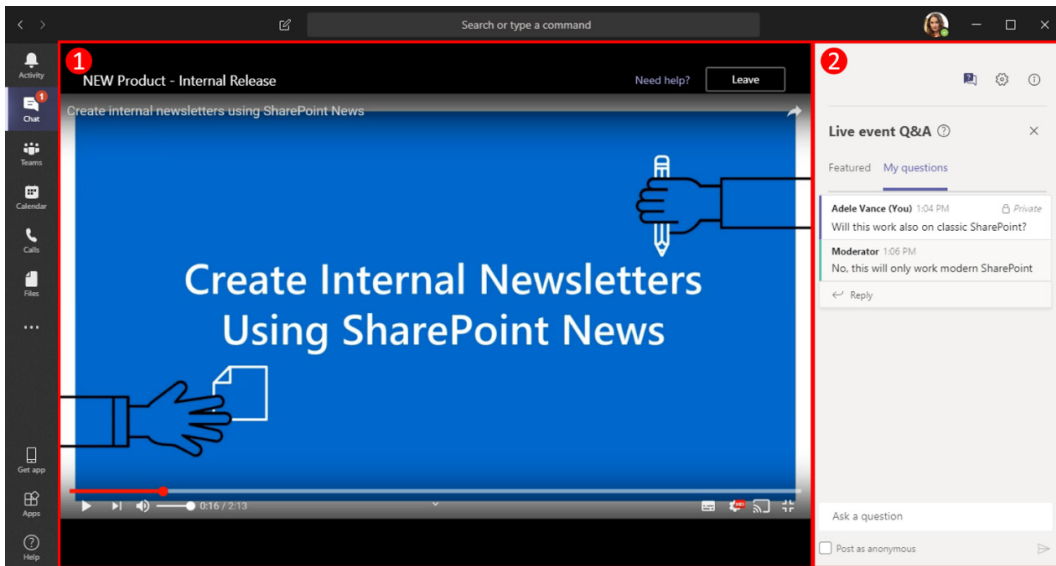 Search or type a command
1
2
Activity
1
Chat
Teams
Calendar
Calls
Files
Get app
Apps
Help
NEW Product - Internal Release
Need help?
Leave
Create internal newsletters using SharePoint News
Create Internal Newsletters
Using SharePoint News
0:16 / 2:13
Live event Q&A
Featured My questions
Adele Vance (You) 1:04 PM Private
Will this work also on classic SharePoint?
Moderator 1:06 PM
No, this will only work modern SharePoint
Reply
Ask a question
Post as anonymous